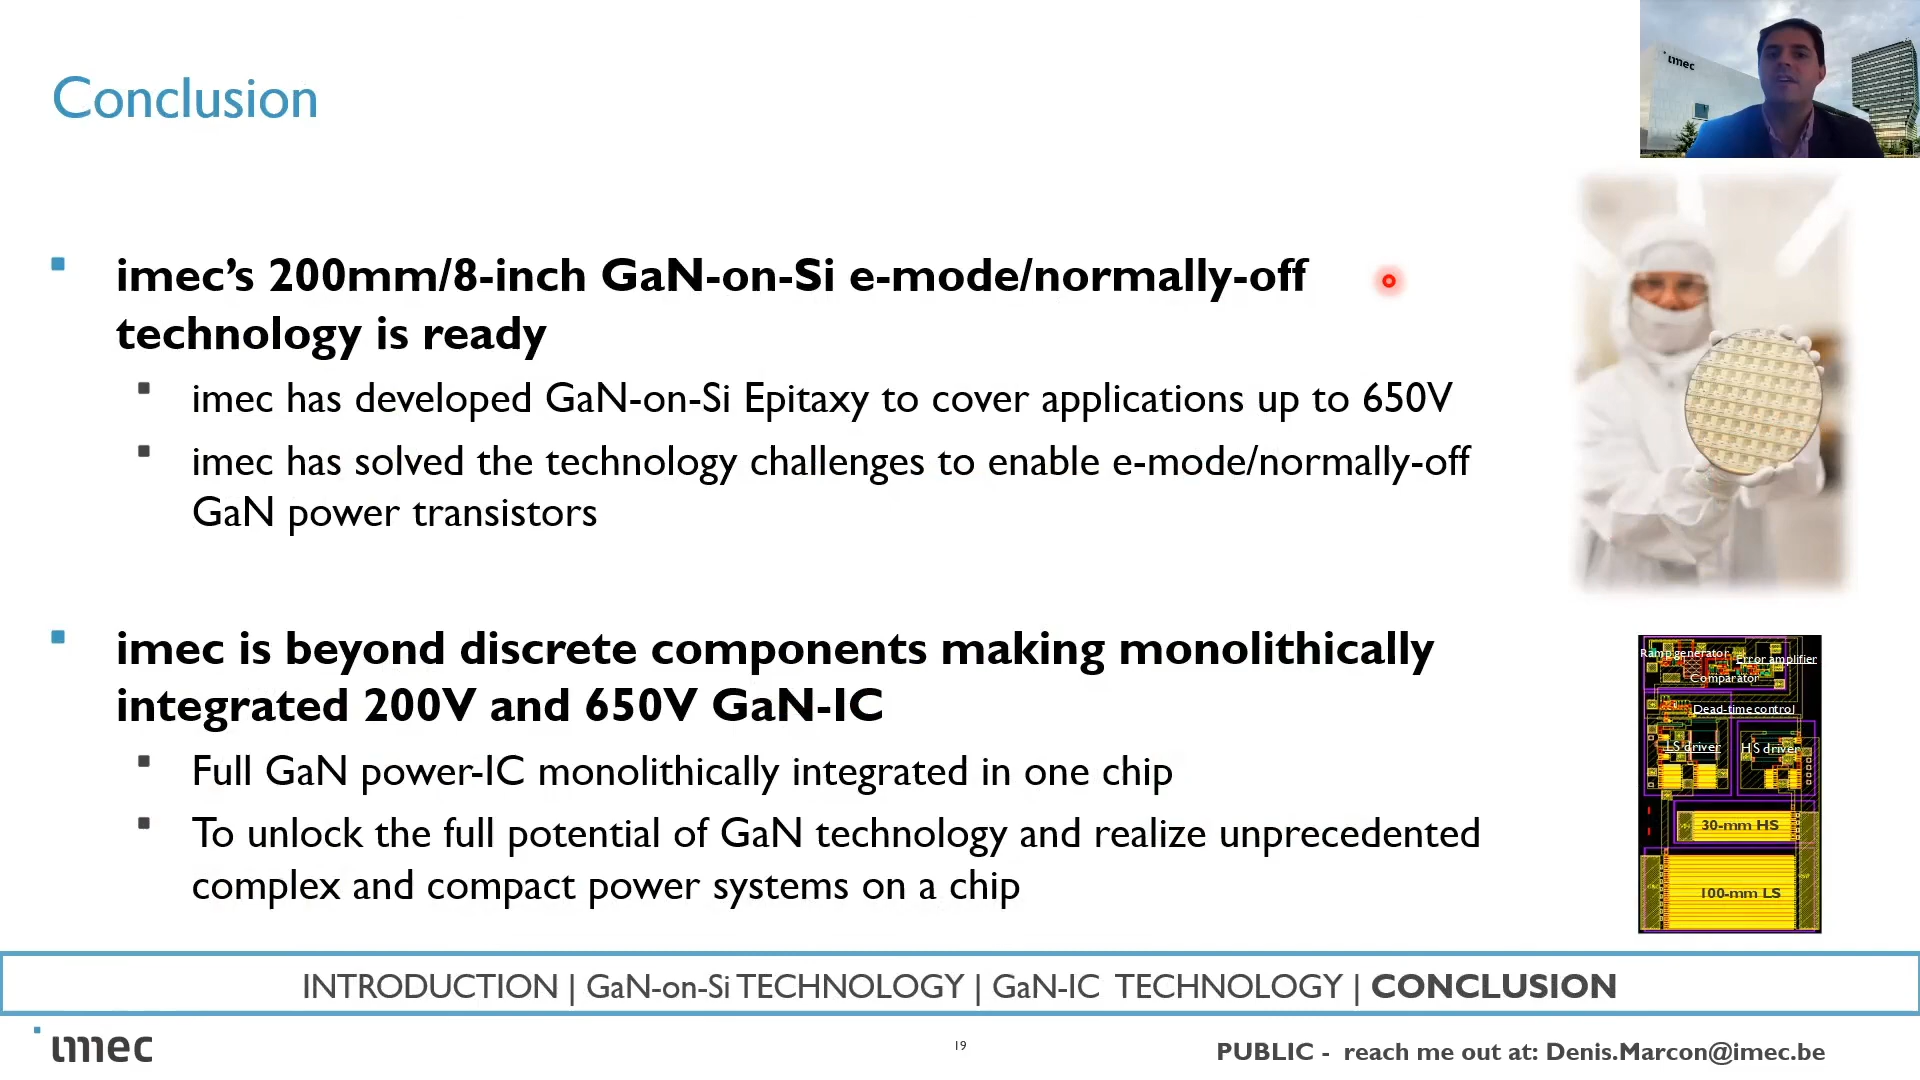 imec
Conclusion
imec's 200mm/8-inch GaN-on-Si e-mode/normally-off
technology is ready
imec has developed GaN-on-Si Epitaxy to cover applications up to 650V
imec has solved the technology challenges to enable e-mode/normally-off
GaN power transistors
imec is beyond discrete components making monolithically
integrated 200V and 650V GaN-IC
Full GaN power-IC monolithically integrated in one chip
To unlock the full potential of GaN technology and realize unprecedented
complex and compact power systems on a chip
Ramp generator
Error amplifier
Comparator
Dead-time control
LS driver
HS driver
30-mm HS
100-mm LS
INTRODUCTION | GaN-on-Si TECHNOLOGY | GaN-IC TECHNOLOGY | CONCLUSION
imec
19
PUBLIC - reach me out at: Denis.Marcon@imec.be